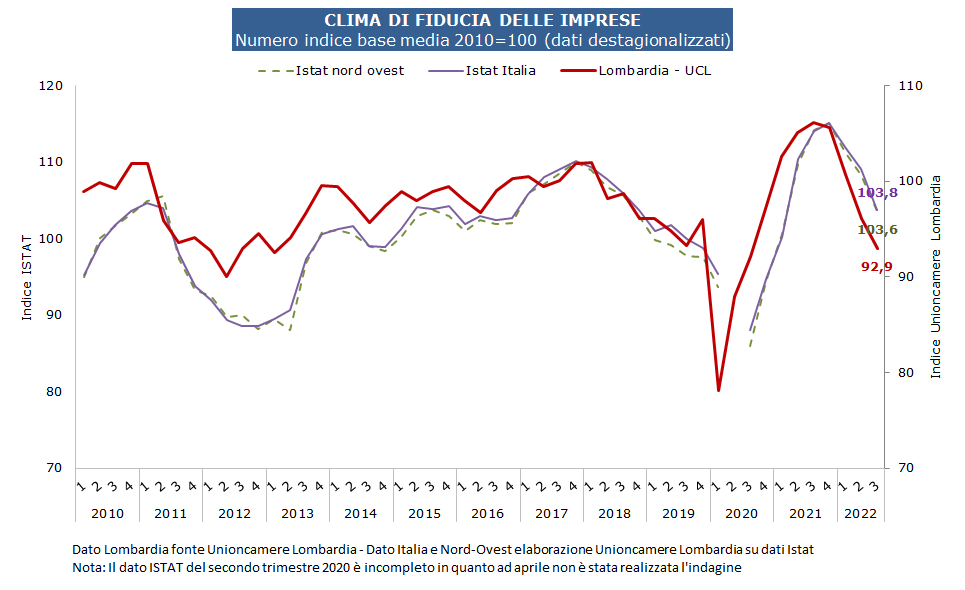 CLIMA DI FIDUCIA DELLE IMPRESE
Numero indice base media 2010=100 (dati destagionalizzati)
Istat nord ovest Istat Italia Lombardia - UCL
120 110
110 100
100 90
90 80
80 70
70
Indice ISTAT
Indice Unioncamere Lombardia
103,8
103,6
92,9
1 2 3 4 1 2 3 4 1 2 3 4 1 2 3 4 1 2 3 4 1 2 3 4 1 2 3 4 1 2 3 4 1 2 3 4 1 2 3 4 1 2 3 4 1 2 3 4 1 2 3
2010 2011 2012 2013 2014 2015 2016 2017 2018 2019 2020 2021 2022
Dato Lombardia fonte Unioncamere Lombardia - Dato Italia e Nord-Ovest elaborazione Unioncamere Lombardia su dati Istat
Nota: Il dato ISTAT del secondo trimestre 2020 è incompleto in quanto ad aprile non è stata realizzata l'indagine